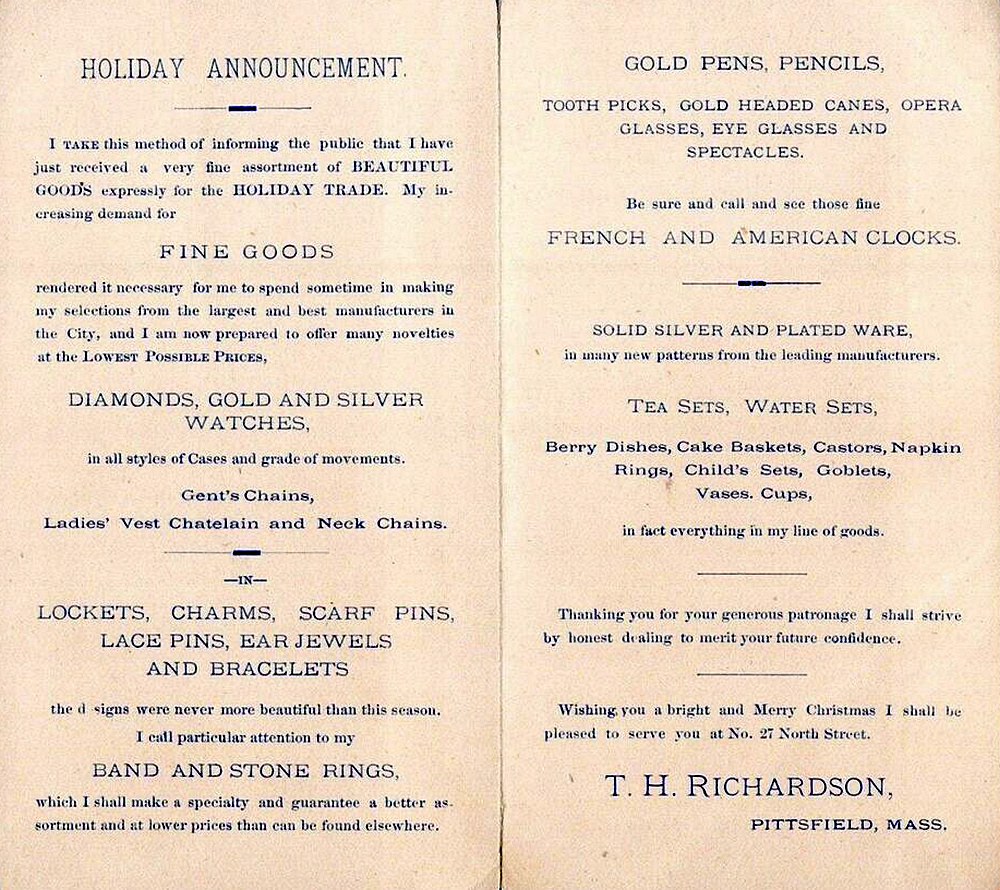 HOLIDAY ANNOUNCEMENT.
I TAKE this method of informing the public that I have
just received a very fine assortment of BEAUTIFUL
GOODS expressly for the HOLIDAY TRADE. My in-
creasing demand for
FINE GOODS
rendered it necessary for me to spend sometime in making
my selections from the largest and best manufacturers in
the City, and I am now prepared to offer many novelties
at the LOWEST POSSIBLE PRICES,
DIAMONDS, GOLD AND SILVER
WATCHES,
in all styles of Cases and grade of movements.
Gent's Chains,
Ladies' Vest Chatelain and Neck Chains.
—IN—
LOCKETS, CHARMS, SCARF PINS,
LACE PINS, EAR JEWELS
AND BRACELETS
the d signs were never more beautiful than this season.
I call particular attention to my
BAND AND STONE RINGS,
which I shall make a specialty and guarantee a better as-
sortment and at lower prices than can be found elsewhere.
GOLD PENS, PENCILS,
TOOTH PICKS, GOLD HEADED CANES, OPERA
GLASSES, EYE GLASSES AND
SPECTACLES.
Be sure and call and see those fine
FRENCH AND AMERICAN CLOCKS.
SOLID SILVER AND PLATED WARE,
in many new patterns from the leading manufacturers.
TEA SETS, WATER SETS,
Berry Dishes, Cake Baskets, Castors, Napkin
Rings, Child's Sets, Goblets,
Vases. Cups,
in fact everything in my line of goods.
Thanking you for your generous patronage I shall strive
by honest dealing to merit your future confidence.
Wishing you a bright and Merry Christmas I shall be
pleased to serve you at No. 27 North Street.
T. H. RICHARDSON,
PITTSFIELD, MASS.